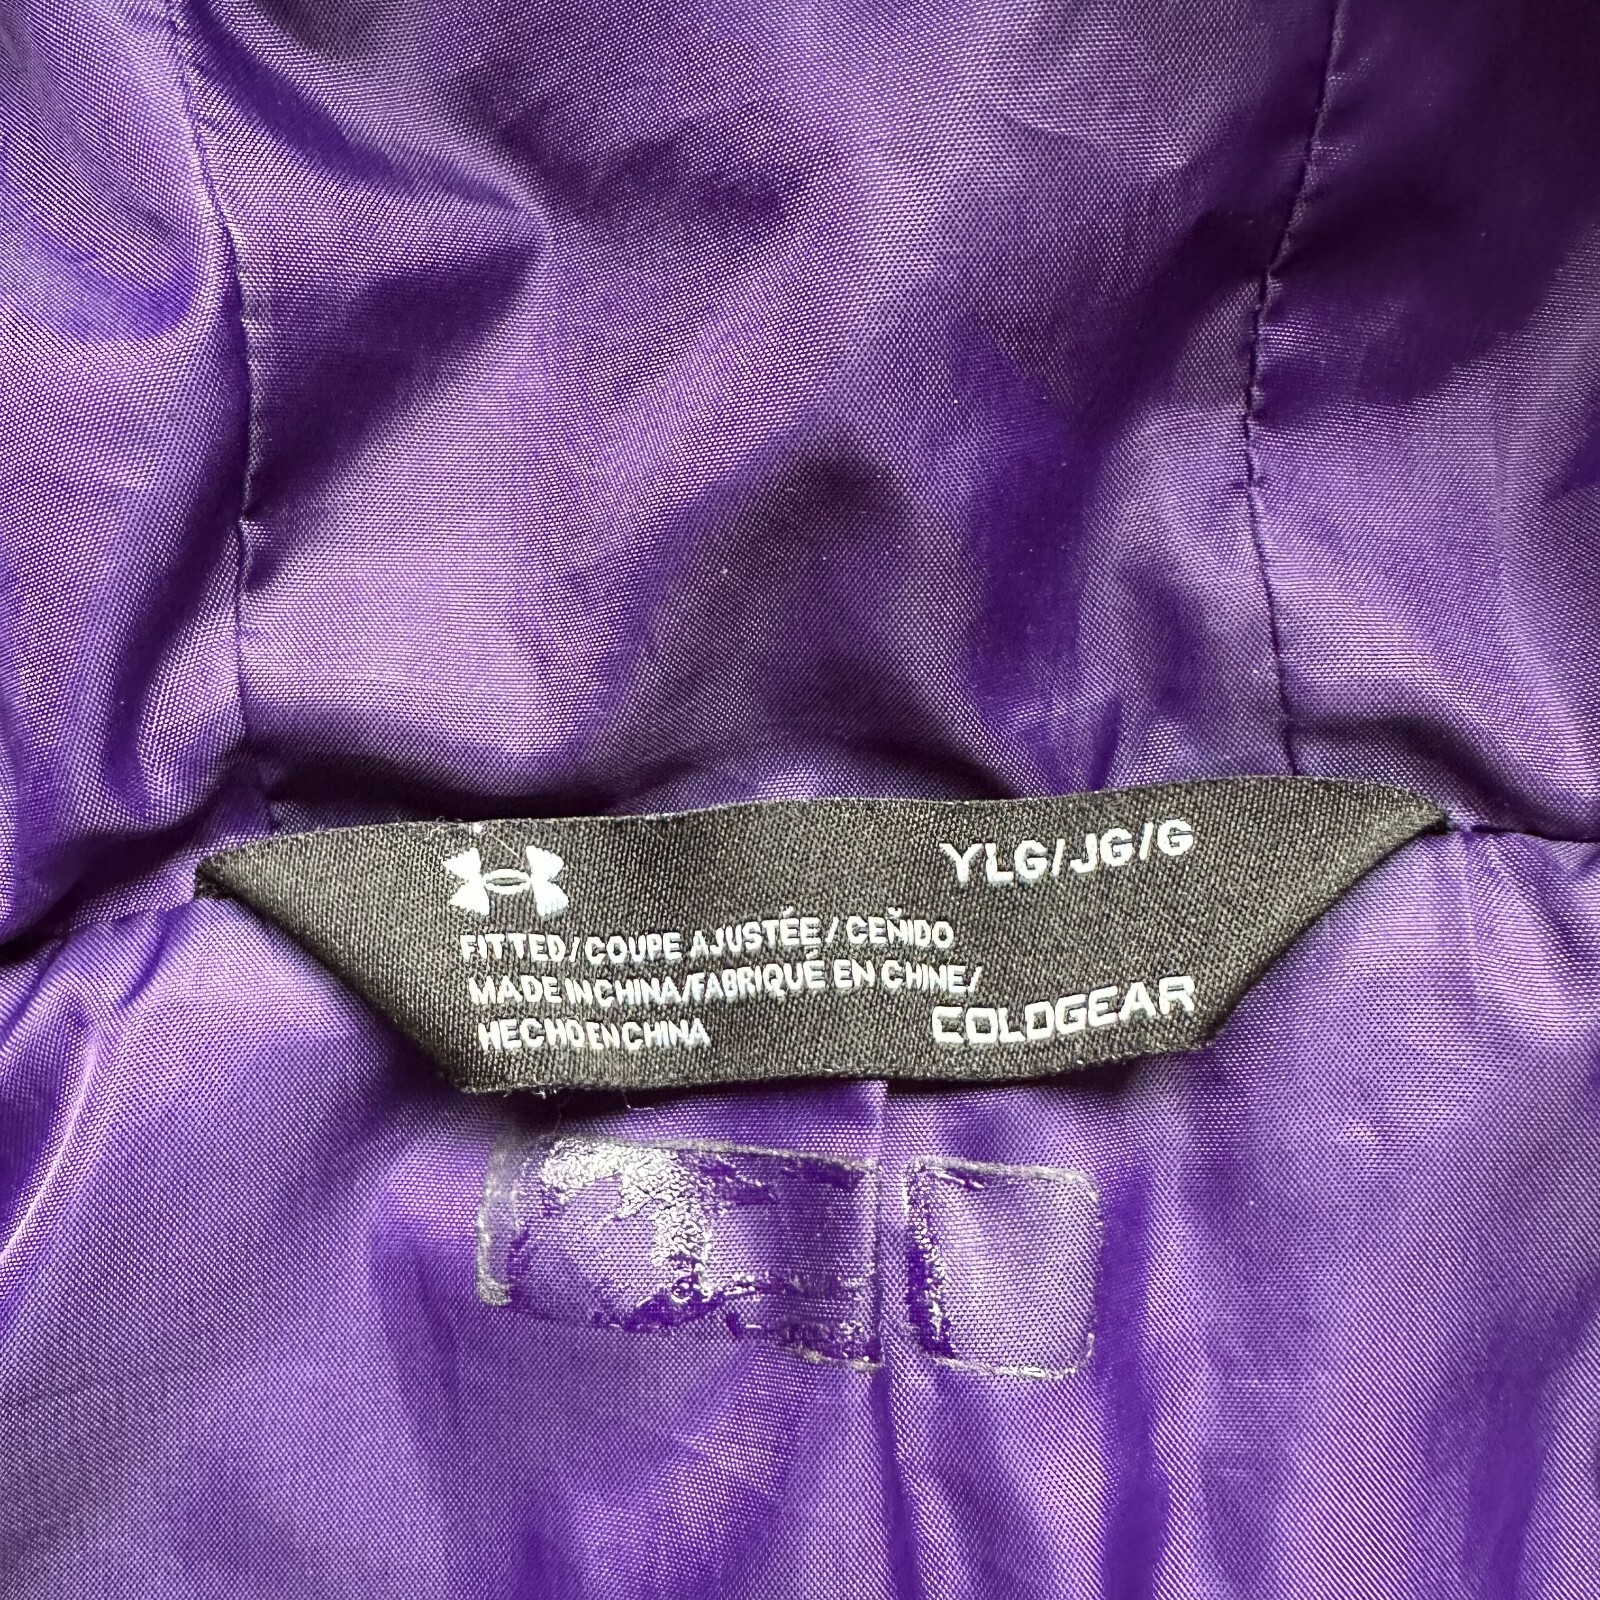 YLG/JG/G
FITTED/COUPE AJUSTÉE/CEÑIDO
MADE IN CHINA/FABRIQUÉ EN CHINE/
HECHO EN CHINA
COLDGEAR